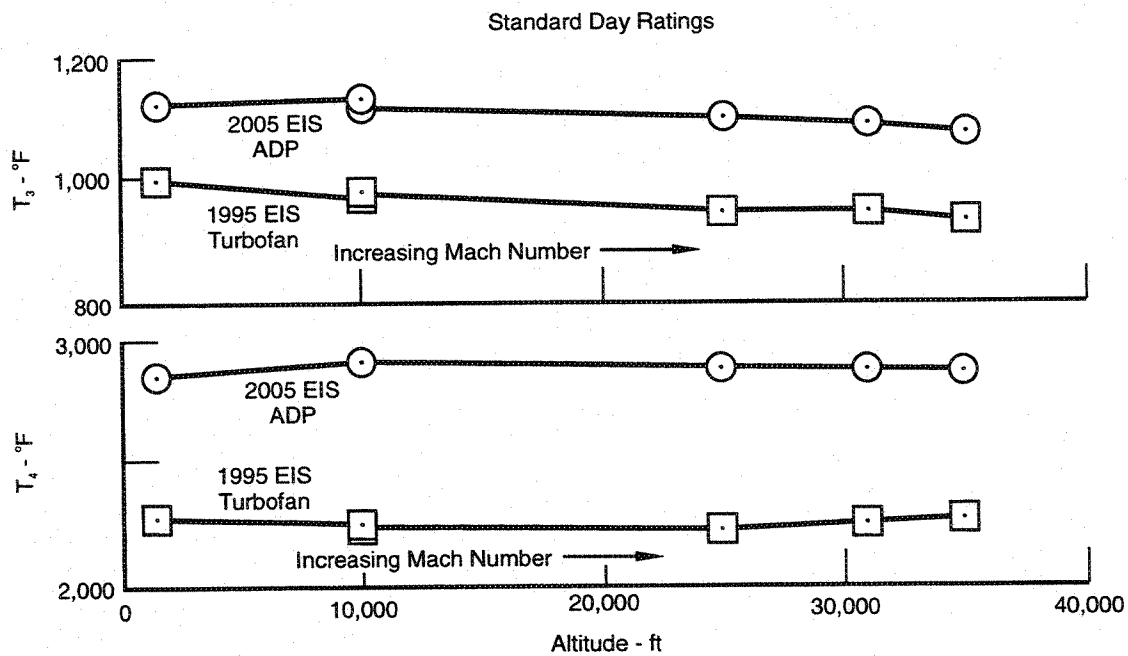 Standard Day Ratings
1,200
1,000
800
T₃ - °F
2005 EIS
ADP
1995 EIS
Turbofan
Increasing Mach Number
3,000
2,000
T₄ - °F
2005 EIS
ADP
1995 EIS
Turbofan
Increasing Mach Number
0
10,000
20,000
30,000
40,000
Altitude - ft